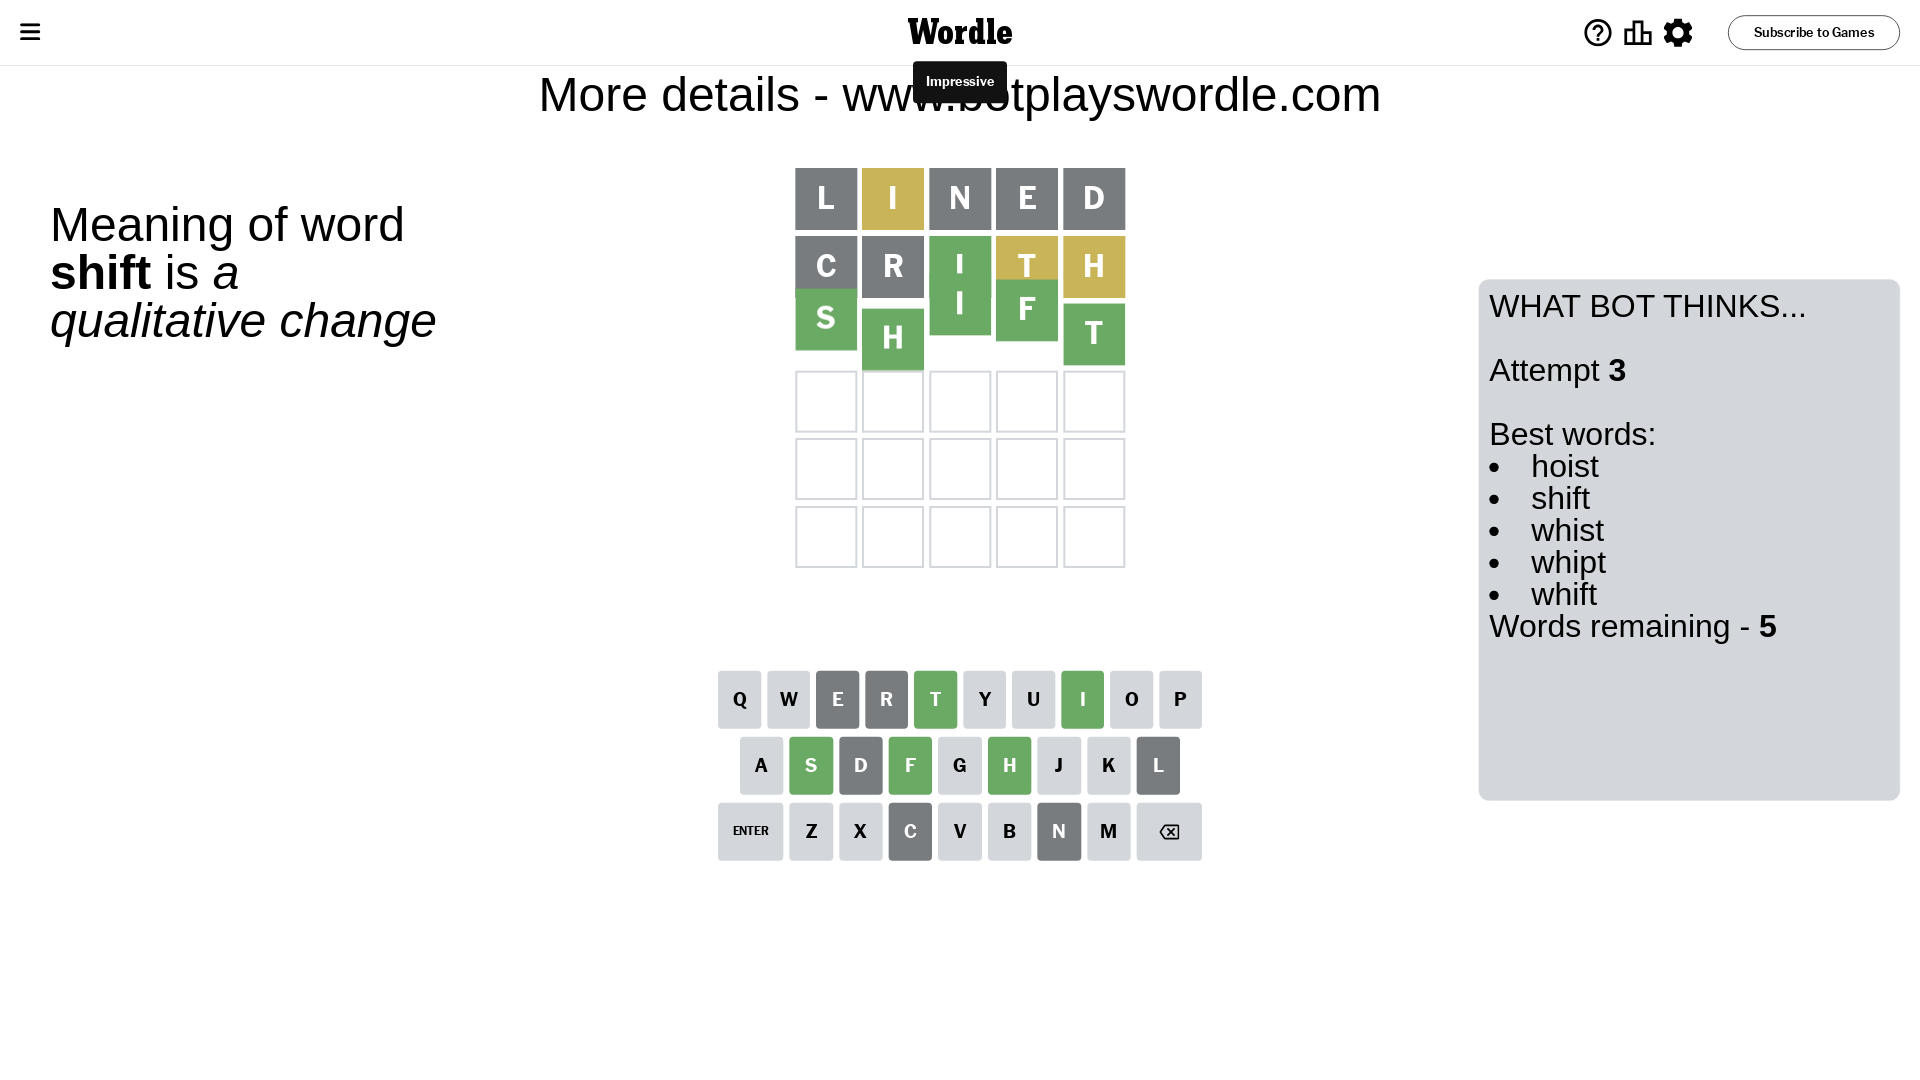 Wordle
Subscribe to Games
Impressive
More details - www.botplayswordle.com
Meaning of word
shift is a
qualitative change
L I N E D
C R I T H
S H I F T
WHAT BOT THINKS...
Attempt 3
Best words:
• hoist
• shift
• whist
• whipt
• whift
Words remaining - 5
Q W E R T Y U I O P
A S D F G H J K L
ENTER Z X C V B N M